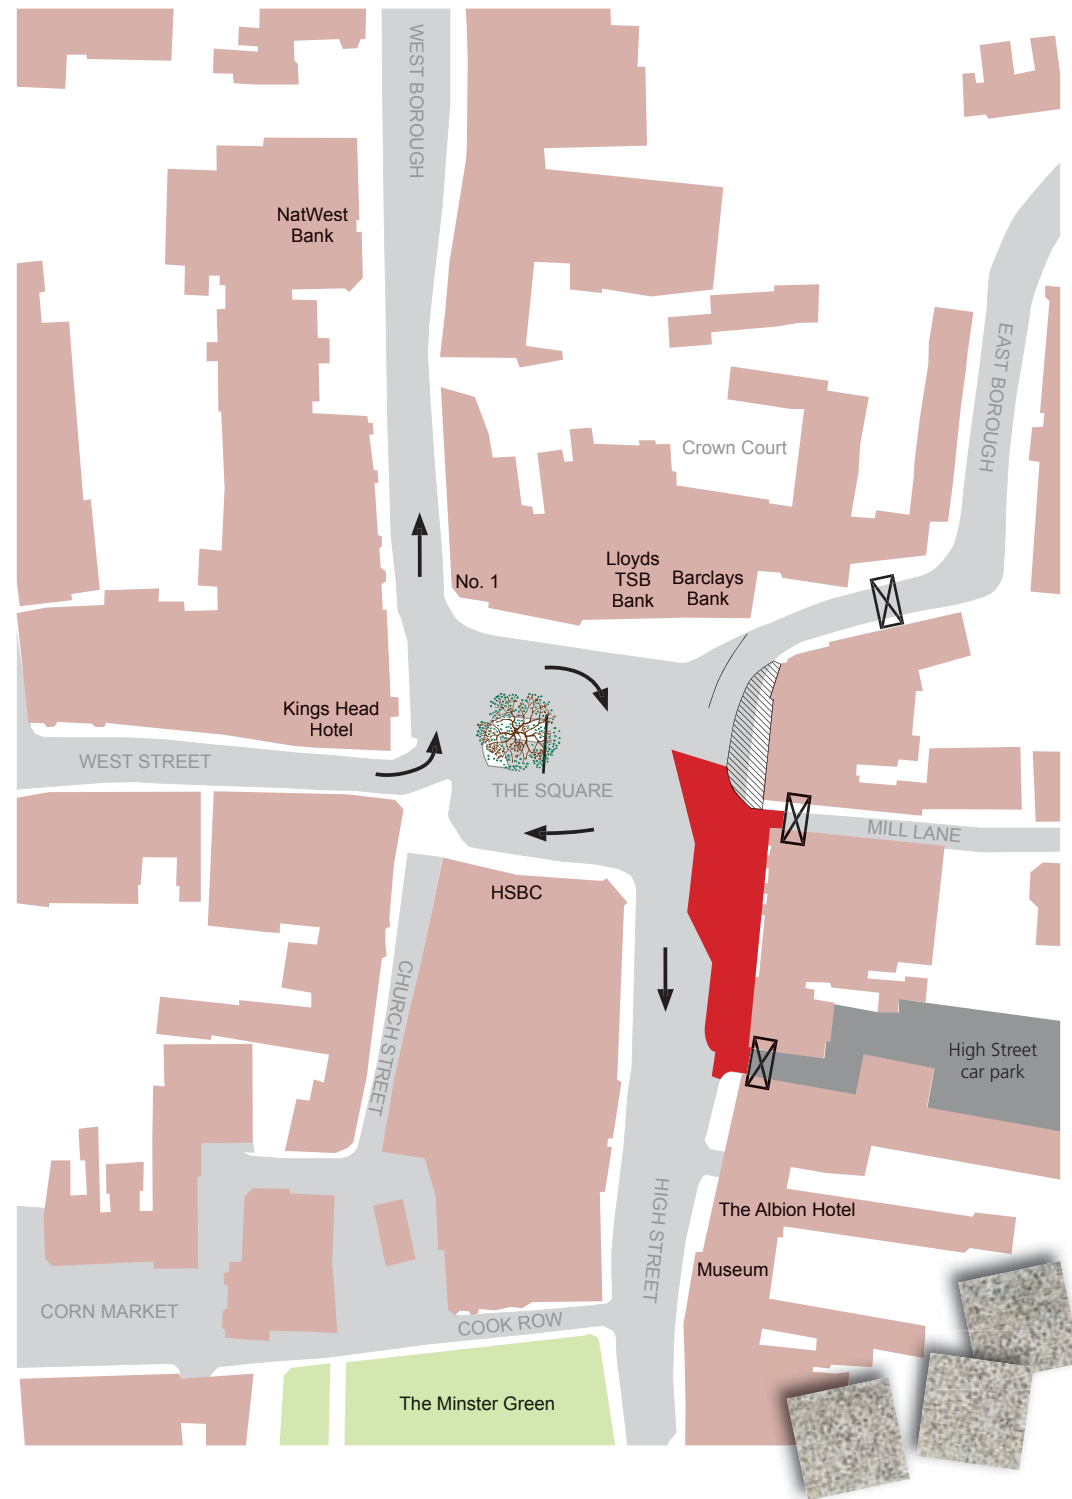 WEST BOROUGH
NatWest
Bank
EAST BOROUGH
Crown Court
Lloyds
TSB
Bank
Barclays
Bank
No. 1
Kings Head
Hotel
WEST STREET
THE SQUARE
MILL LANE
HSBC
CHURCH STREET
High Street
car park
HIGH STREET
The Albion Hotel
Museum
CORN MARKET
COOK ROW
The Minster Green